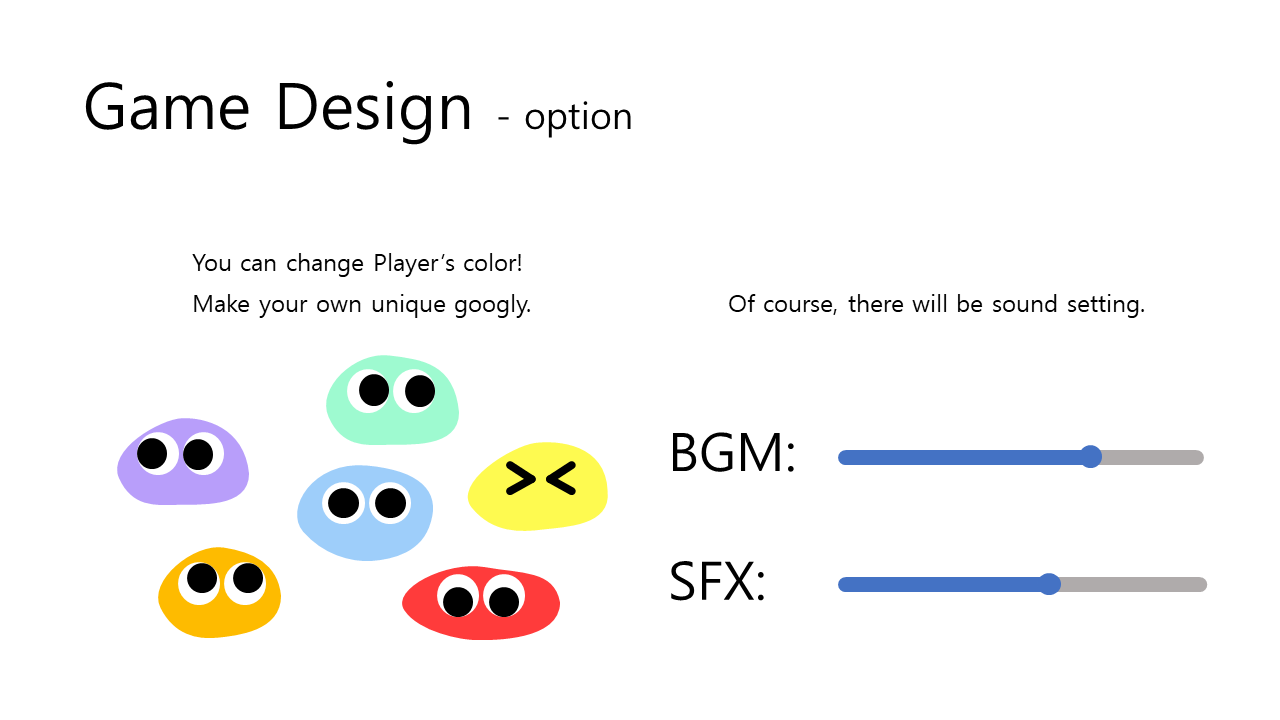 Game Design - option
You can change Player’s color!
Make your own unique googly.
Of course, there will be sound setting.
BGM:
SFX: